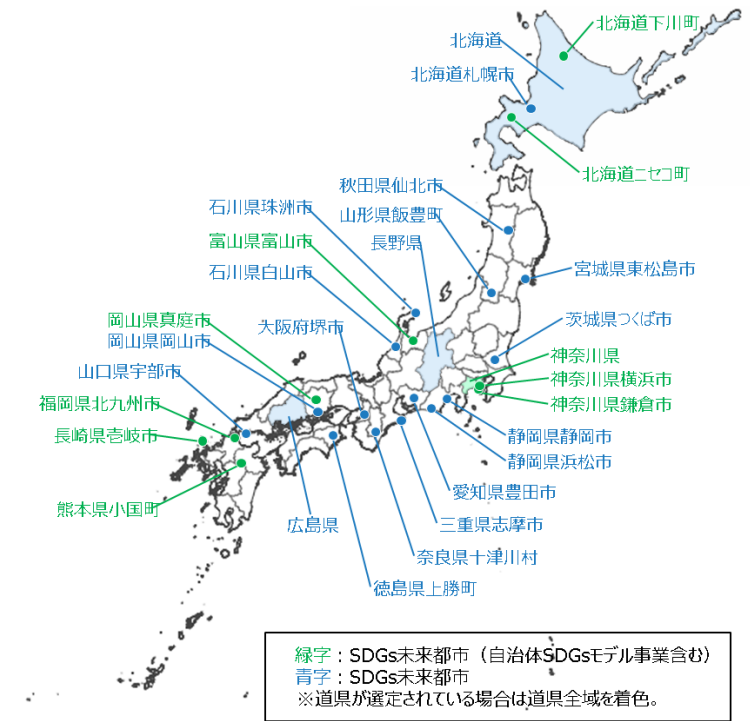 北海道下川町
北海道
北海道札幌市
北海道ニセコ町
秋田県仙北市
石川県珠洲市
山形県飯豊町
富山県富山市
長野県
石川県白山市
宮城県東松島市
岡山県真庭市
大阪府堺市
茨城県つくば市
岡山県岡山市
神奈川県
山口県宇部市
神奈川県横浜市
福岡県北九州市
神奈川県鎌倉市
長崎県壱岐市
静岡県静岡市
静岡県浜松市
愛知県豊田市
熊本県小国町
広島県
三重県志摩市
奈良県十津川村
徳島県上勝町
緑字：SDGs未来都市（自治体SDGsモデル事業含む）
青字：SDGs未来都市
※道県が選定されている場合は道県全域を着色。